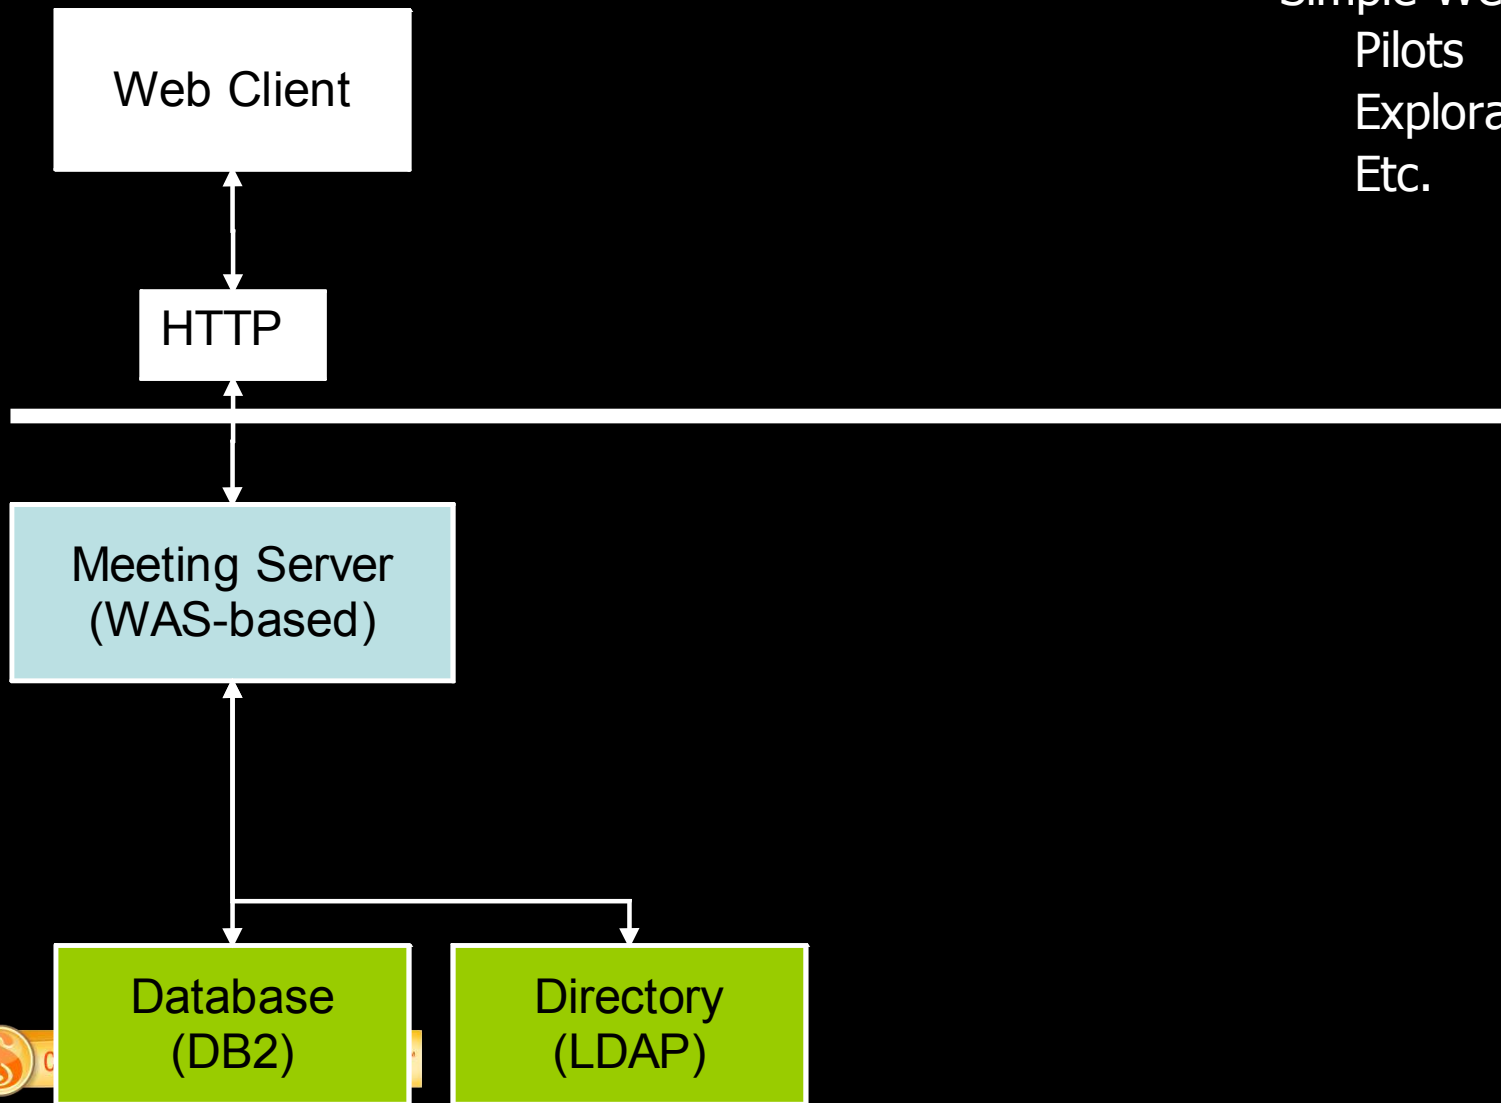 Pilots
Etc.
Web Client
HTTP
Meeting Server
(WAS-based)
Database
(DB2)
Directory
(LDAP)